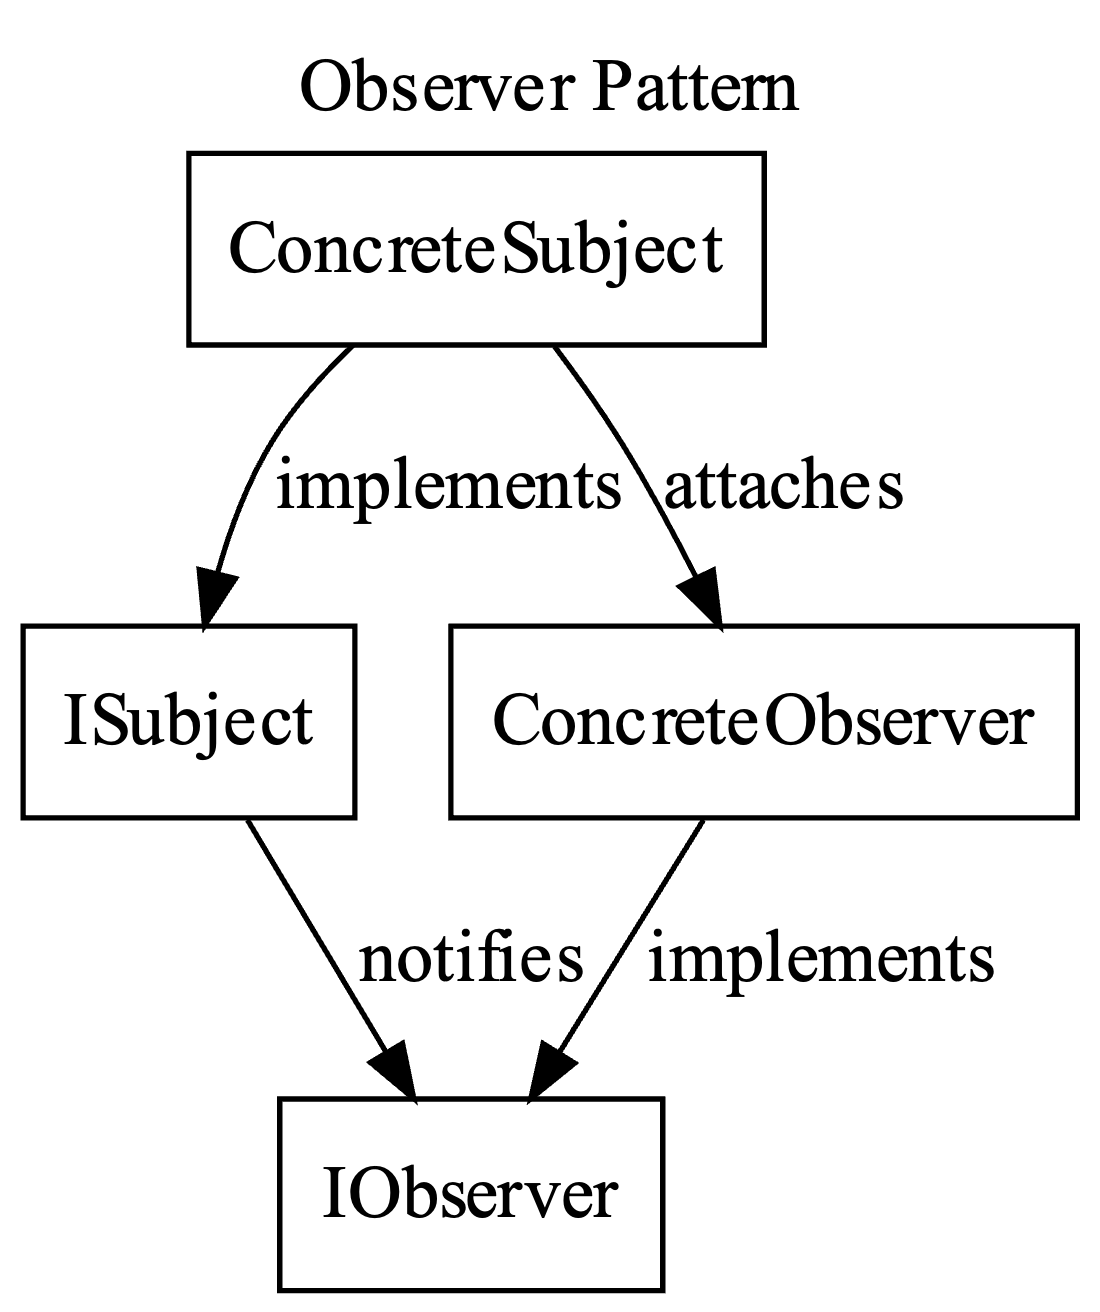 Observer Pattern
ConcreteSubject
implements
attaches
ISubject
ConcreteObserver
notifies
implements
IObserver